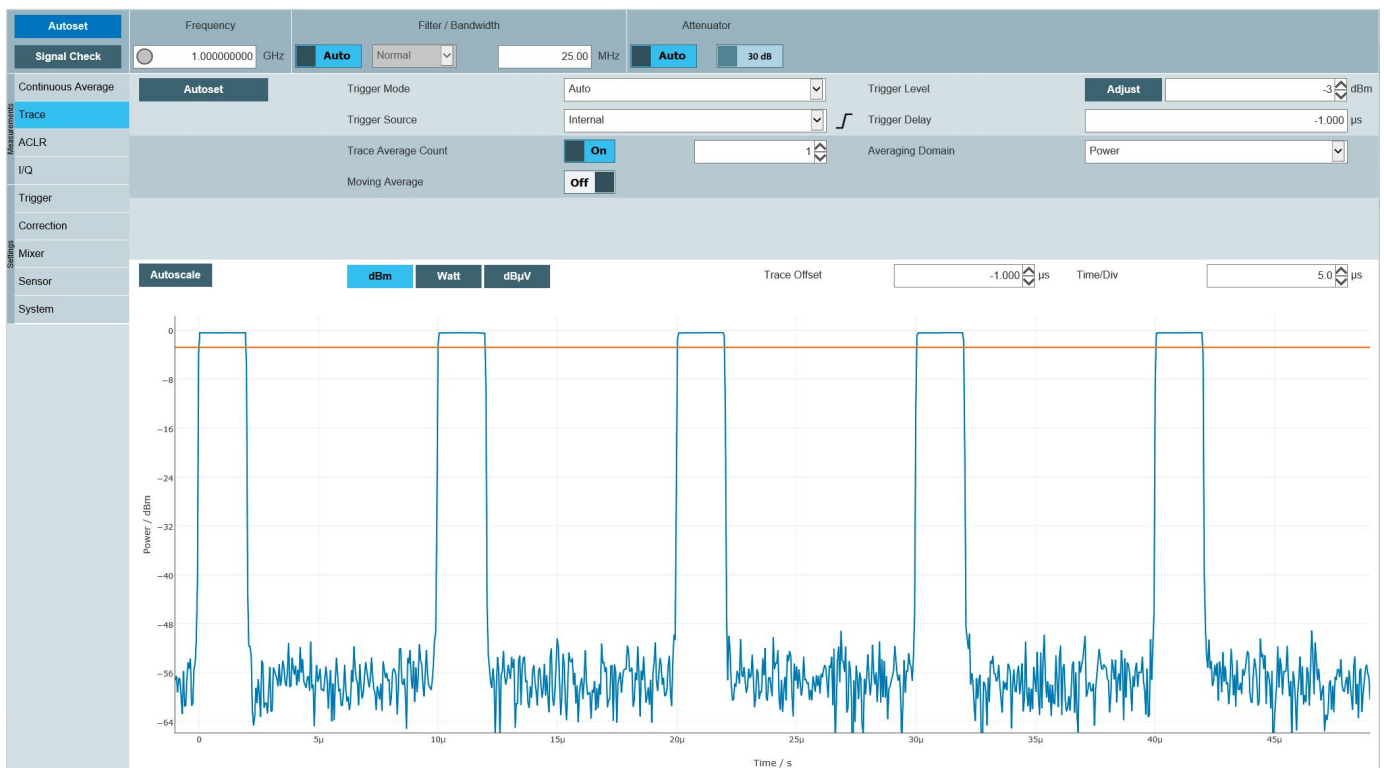 Autoset Frequency Filter / Bandwidth Attenuator
Signal Check 1.000000000 GHz Auto Normal 25.00 MHz Auto 30 dB
Measurements
Continuous Average
Trace
ACLR
I/Q
Settings
Trigger
Correction
Mixer
Sensor
System
Autoset Trigger Mode Auto Trigger Level Adjust -3 dBm
Trigger Source Internal Trigger Delay -1.000 µs
Trace Average Count On 1 Averaging Domain Power
Moving Average Off
Autoscale dBm Watt dBµV Trace Offset -1.000 µs Time/Div 5.0 µs
Power / dBm
0
−8
−16
−24
−32
−40
−48
−56
−64
0 5µ 10µ 15µ 20µ 25µ 30µ 35µ 40µ 45µ
Time / s